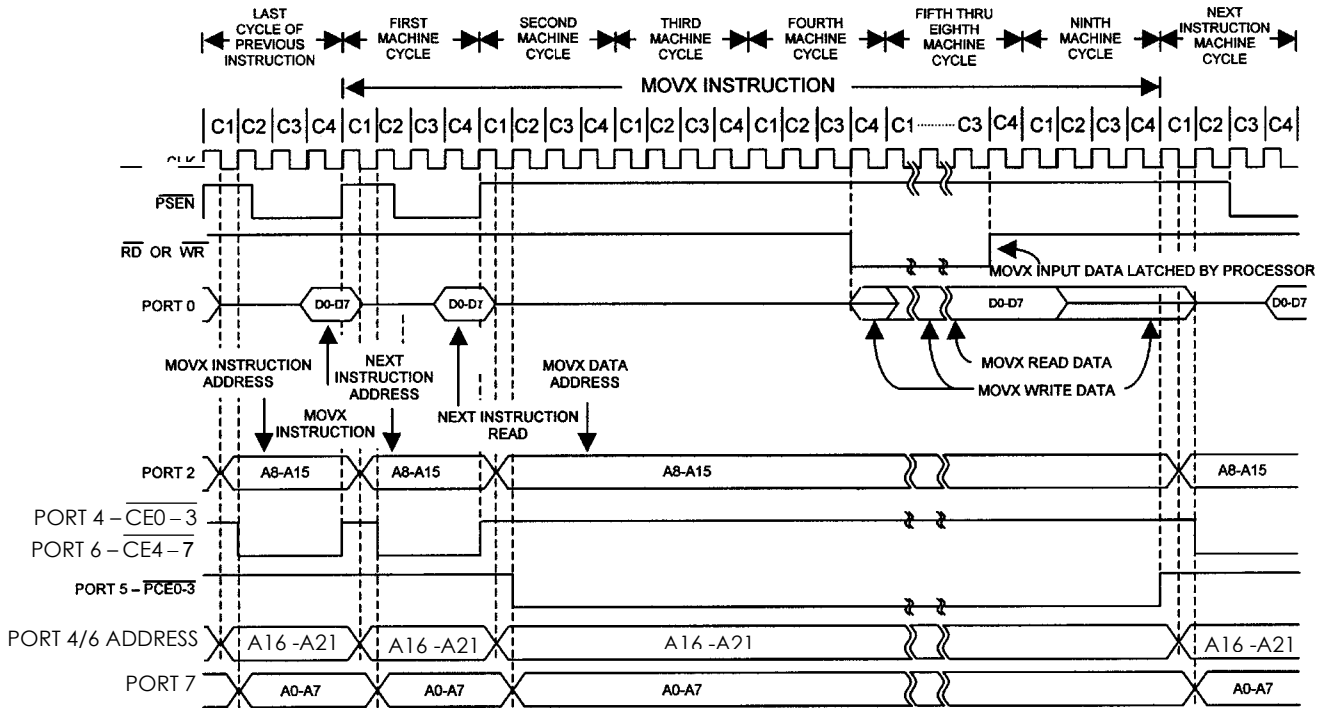 LAST
CYCLE OF
PREVIOUS
INSTRUCTION
FIRST
MACHINE
CYCLE
SECOND
MACHINE
CYCLE
THIRD
MACHINE
CYCLE
FOURTH
MACHINE
CYCLE
FIFTH THRU
EIGHTH
MACHINE
CYCLE
NINTH
MACHINE
CYCLE
NEXT
INSTRUCTION
MACHINE
CYCLE
MOVX INSTRUCTION
C1 C2 C3 C4 C1 C2 C3 C4 C1 C2 C3 C4 C1 C2 C3 C4 C1 C2 C3 C4 C1 ........ C3 C4 C1 C2 C3 C4 C1 C2 C3 C4
CLK
PSEN
RD OR WR
MOVX INPUT DATA LATCHED BY PROCESSOR
PORT 0
D0-D7
D0-D7
D0-D7
D0-D7
MOVX INSTRUCTION
ADDRESS
NEXT
INSTRUCTION
ADDRESS
MOVX DATA
ADDRESS
MOVX READ DATA
MOVX WRITE DATA
MOVX
INSTRUCTION
NEXT INSTRUCTION
READ
PORT 2
A8-A15
A8-A15
A8-A15
A8-A15
PORT 4 – CE0 – 3
PORT 6 – CE4 – 7
PORT 5 – PCE0-3
PORT 4/6 ADDRESS
A16 -A21
A16 -A21
A16 -A21
A16 -A21
PORT 7
A0-A7
A0-A7
A0-A7
A0-A7